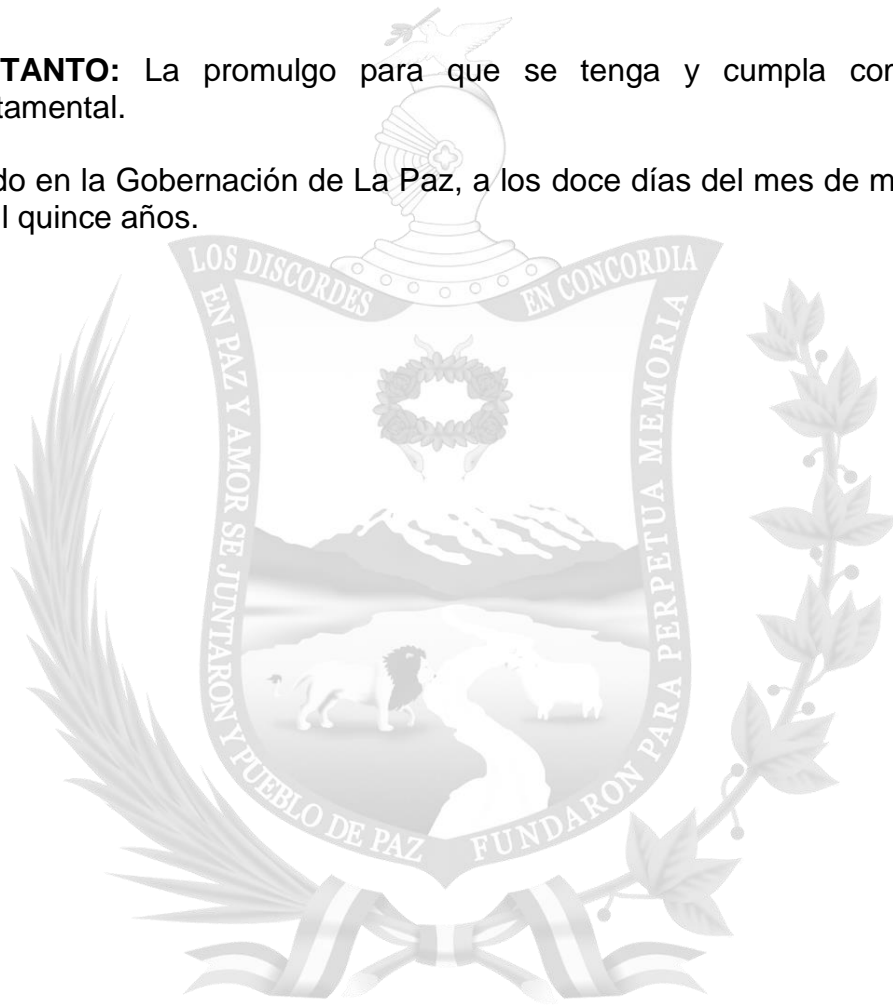 TANTO: La promulgo para que se tenga y cumpla
tamental.
do en la Gobernación de La Paz, a los doce días del mes de
l quince años.
LOS DISCORDES
EN CONCORDIA
EN PAZ Y AMOR SE JUNTARON Y PUEBLO DE PAZ
FUNDARON PARA PERPETUA MEMORIA